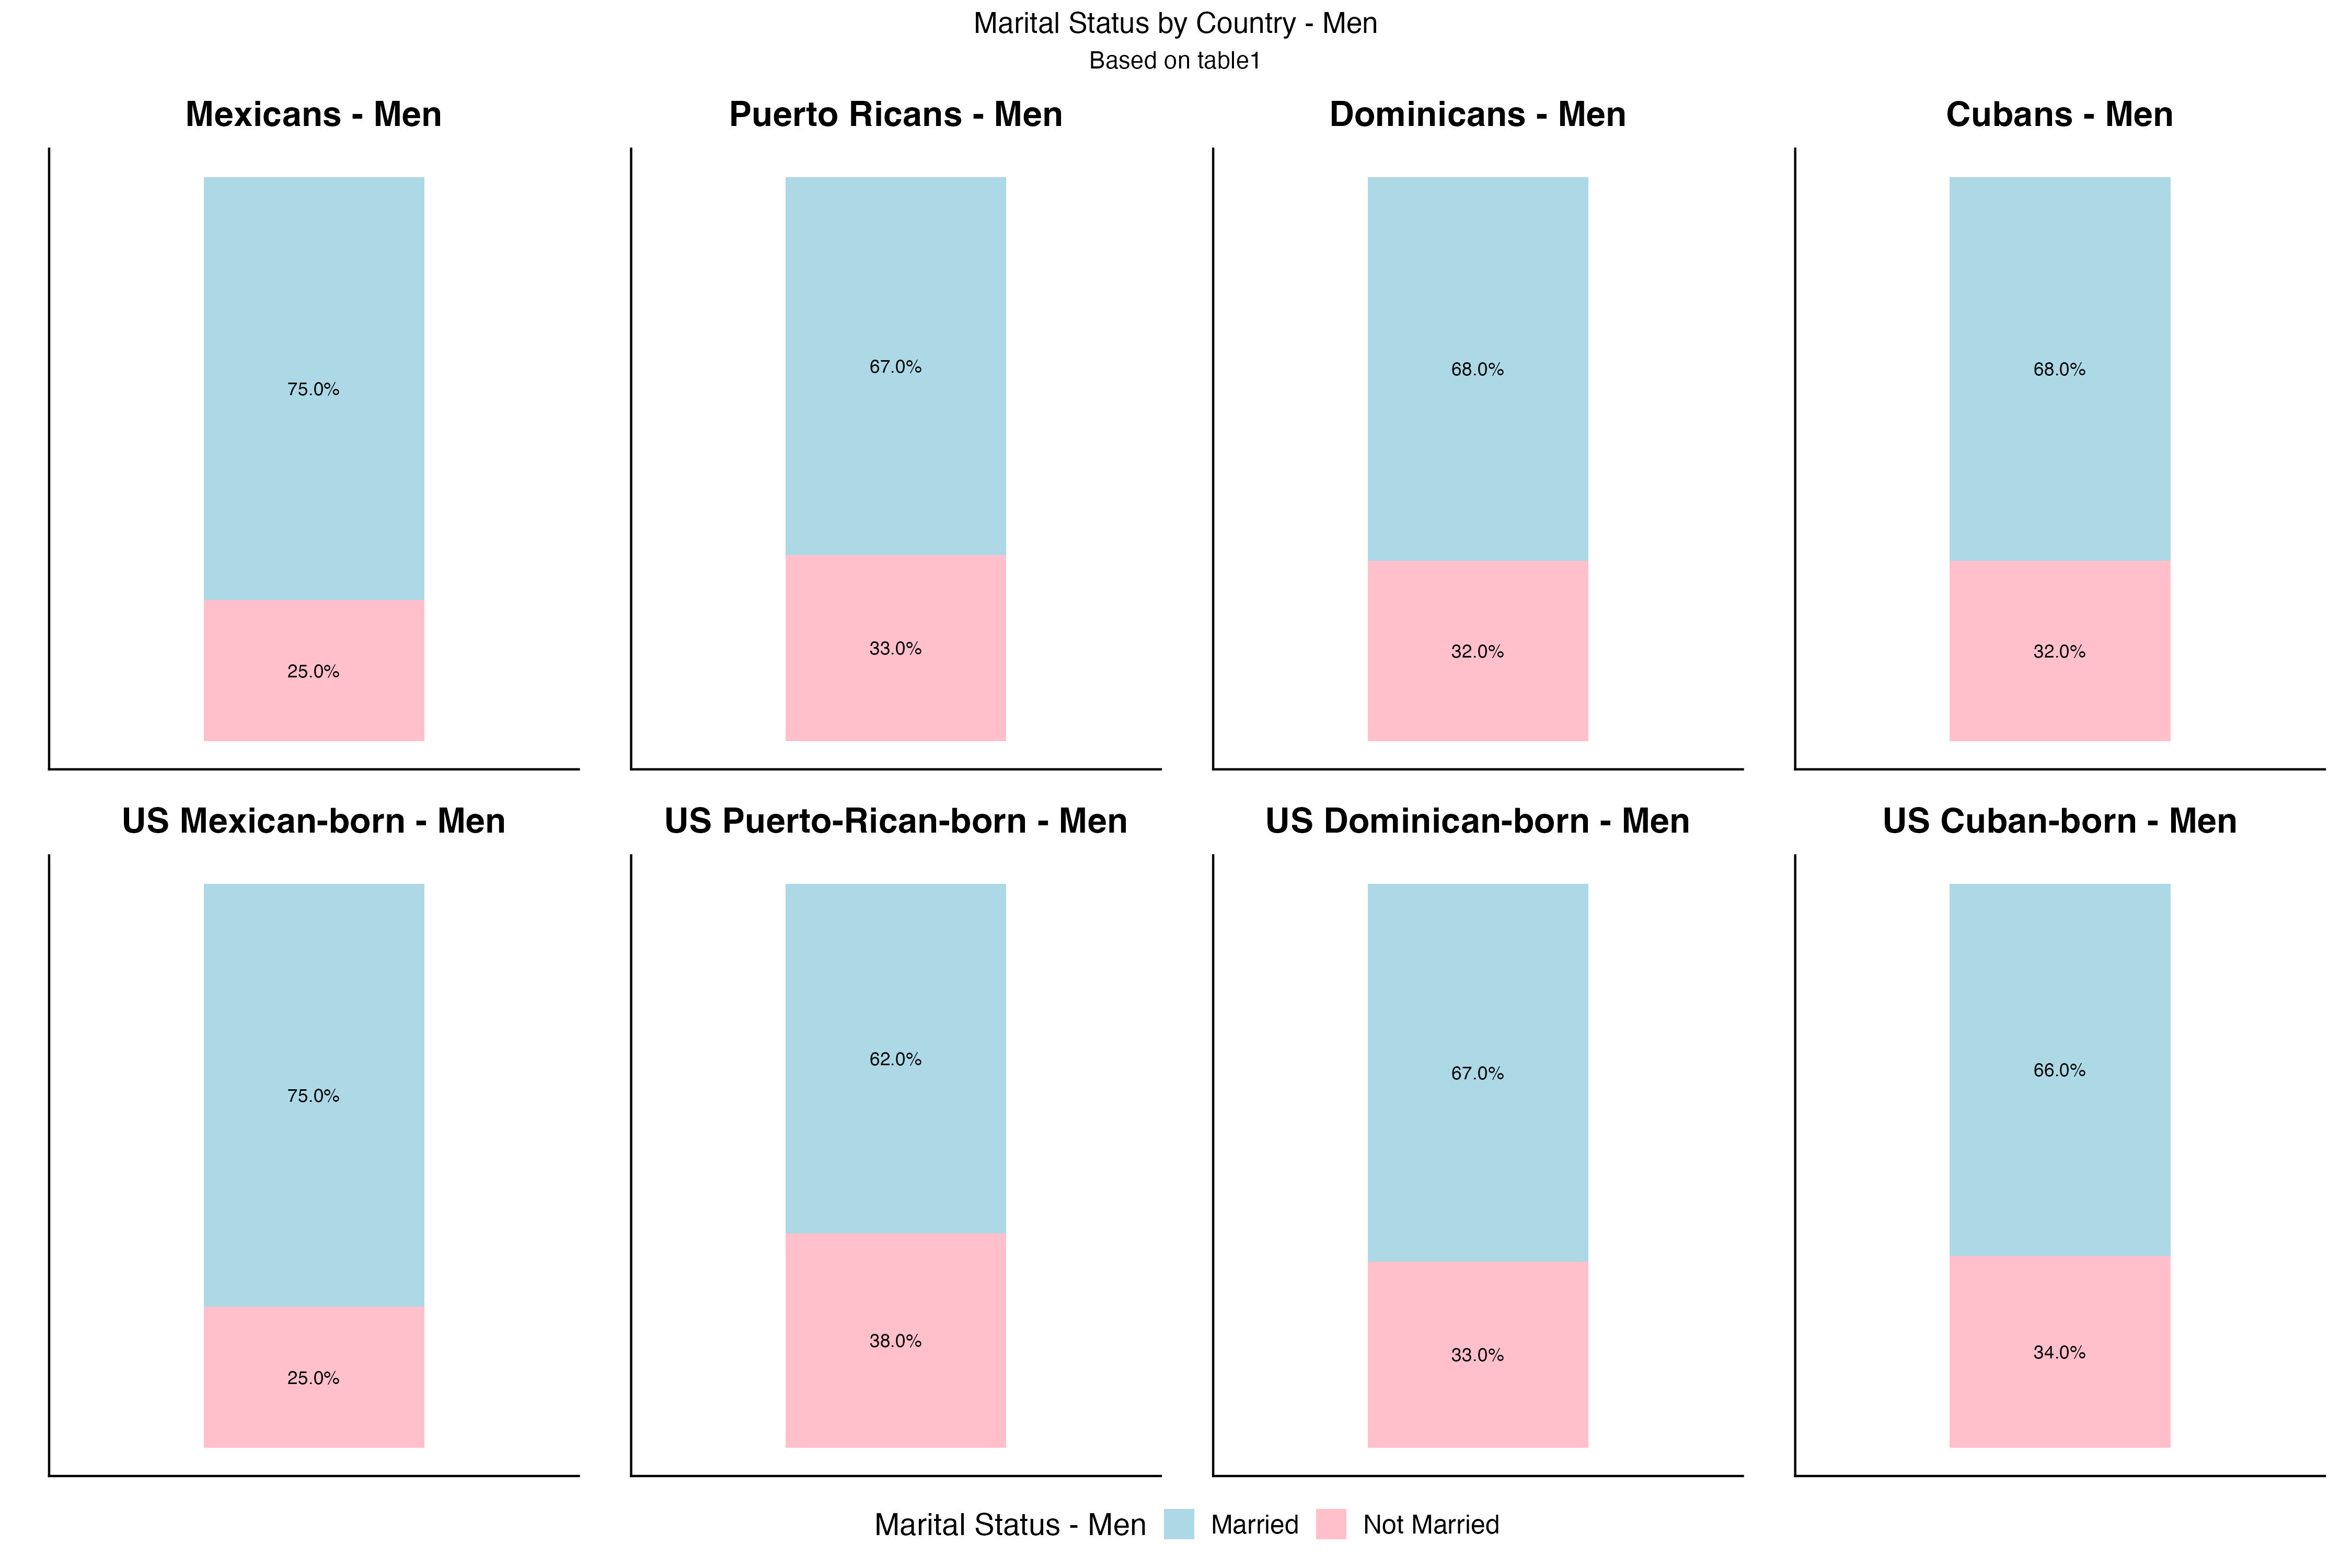 Marital Status by Country - Men
Based on table1
Mexicans - Men
Puerto Ricans - Men
Dominicans - Men
Cubans - Men
75.0%
67.0%
68.0%
68.0%
25.0%
33.0%
32.0%
32.0%
US Mexican-born - Men
US Puerto-Rican-born - Men
US Dominican-born - Men
US Cuban-born - Men
75.0%
62.0%
67.0%
66.0%
25.0%
38.0%
33.0%
34.0%
Marital Status - Men
Married
Not Married